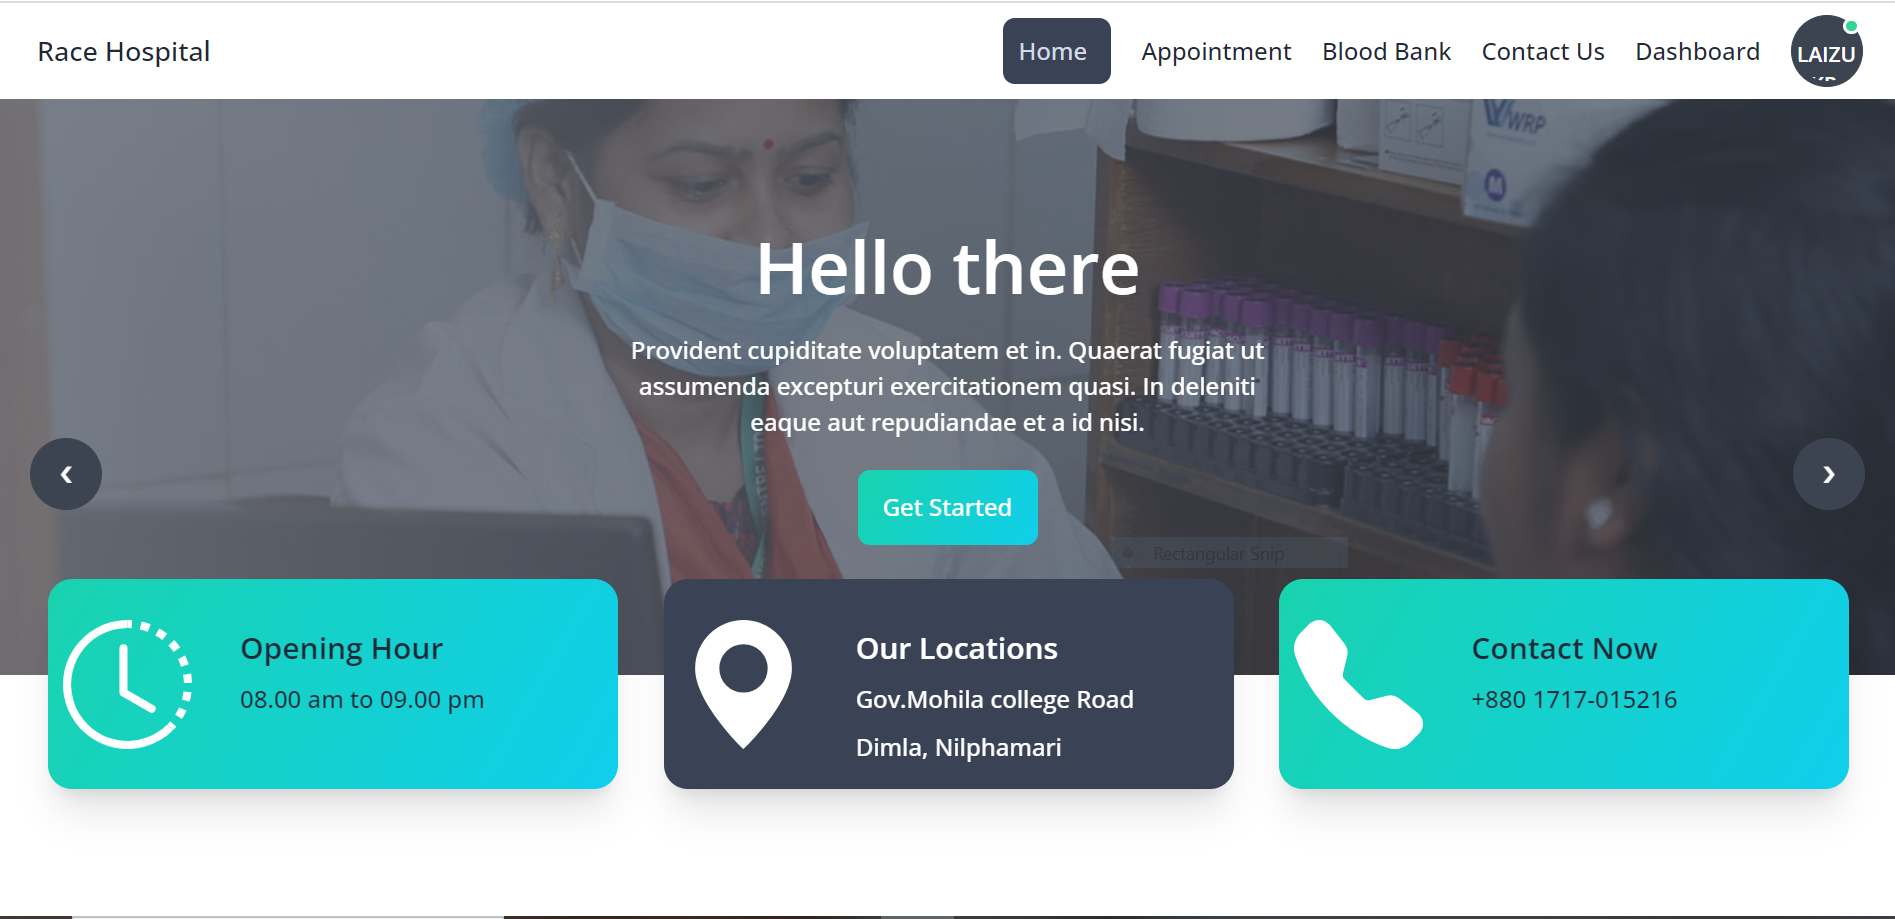 Race Hospital
Home
Appointment
Blood Bank
Contact Us
Dashboard
LAIZU
WRP
M
Hello there
Provident cupiditate voluptatem et in. Quaerat fugiat ut
assumenda excepturi exercitationem quasi. In deleniti
eaque aut repudiandae et a id nisi.
Get Started
Rectangular Snip
Opening Hour
08.00 am to 09.00 pm
Our Locations
Gov.Mohila college Road
Dimla, Nilphamari
Contact Now
+880 1717-015216